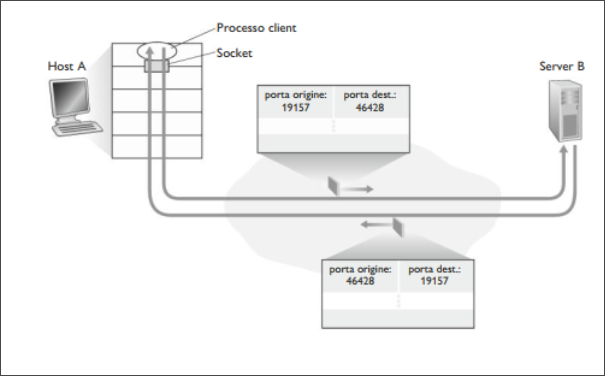 Processo client
Socket
Host A
Server B
porta origine: porta dest.:
19157 46428
porta origine: porta dest.:
46428 19157